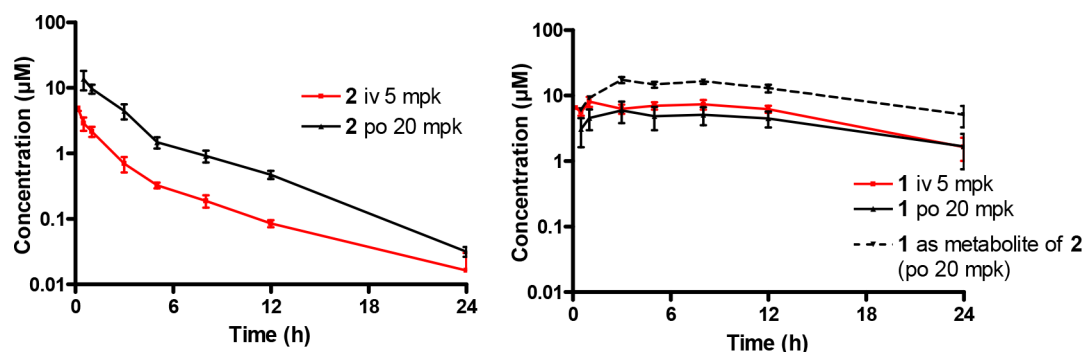 100
10
1
0.1
0.01
Concentration (µM)
2 iv 5 mpk
2 po 20 mpk
0
6
12
18
24
Time (h)
100
10
1
0.1
0.01
Concentration (µM)
1 iv 5 mpk
1 po 20 mpk
1 as metabolite of 2
(po 20 mpk)
0
6
12
18
24
Time (h)